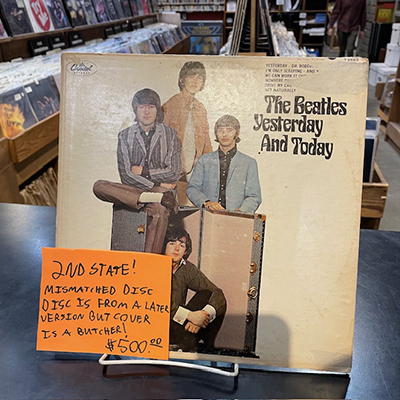 Capitol
YESTERDAY · DR. ROBERT
I'M ONLY SLEEPING · AND
WE CAN WORK IT OUT
NOWHERE
DRIVE MY CAR
ACT NATURALLY
The Beatles
Yesterday
And Today
2ND STATE!
MISMATCHED DISC
DISC IS FROM A LATER
VERSION BUT COVER
IS A BUTCHER!
$500.00